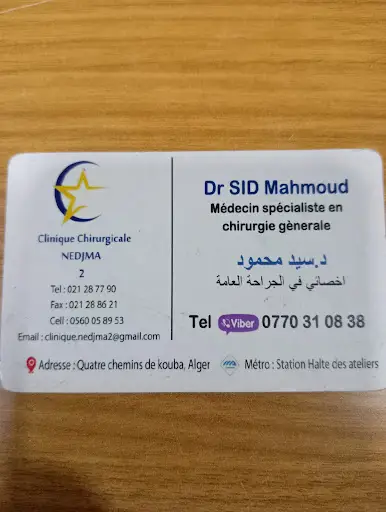 Clinique Chirurgicale
NEDJMA
2
Tel : 021 28 77 90
Fax : 021 28 86 21
Cell : 0560 05 89 53
Email : clinique.nedjma2@gmail.com
Dr SID Mahmoud
Médecin spécialiste en
chirurgie gènerale
د.سيد محمود
اخصائي في الجراحة العامة
Tel Viber 0770 31 08 38
Adresse : Quatre chemins de kouba, Alger Métro : Station Halte des ateliers